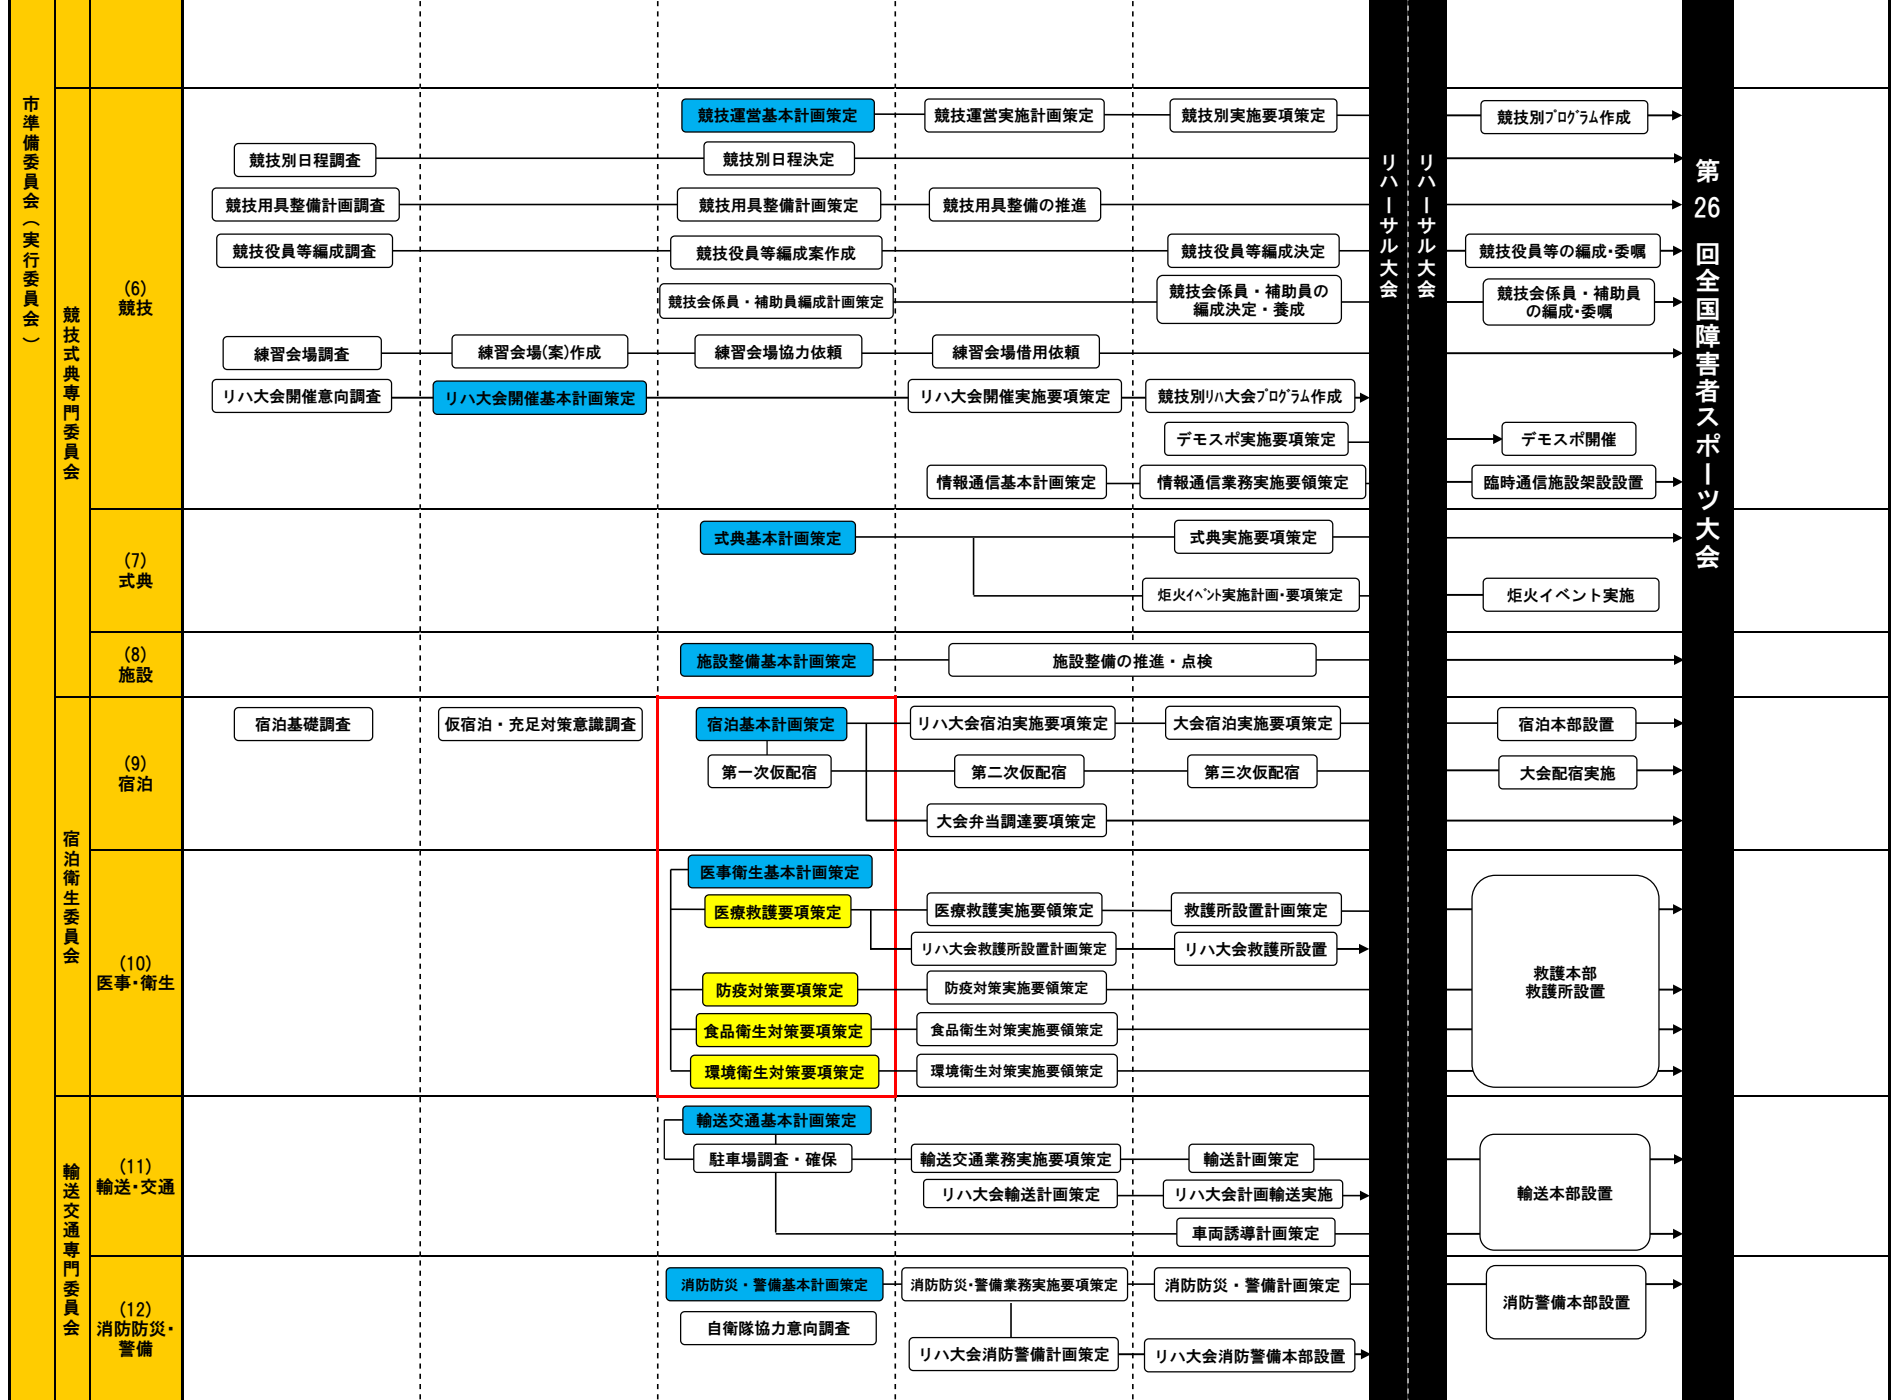 市準備委員会（実行委員会）
競技式典専門委員会
(6)
競技
競技運営基本計画策定
競技運営実施計画策定
競技別実施要項策定
競技別ﾌﾟﾛｸﾞﾗﾑ作成
競技別日程調査
競技別日程決定
競技用具整備計画調査
競技用具整備計画策定
競技用具整備の推進
競技役員等編成調査
競技役員等編成案作成
競技役員等編成決定
競技役員等の編成・委嘱
競技会係員・補助員編成計画策定
競技会係員・補助員の
編成決定・養成
競技会係員・補助員
の編成・委嘱
練習会場調査
練習会場(案)作成
練習会場協力依頼
練習会場借用依頼
リハ大会開催意向調査
リハ大会開催基本計画策定
リハ大会開催実施要項策定
競技別ﾘﾊ大会ﾌﾟﾛｸﾞﾗﾑ作成
デモスポ実施要項策定
デモスポ開催
情報通信基本計画策定
情報通信業務実施要領策定
臨時通信施設架設設置
(7)
式典
式典基本計画策定
式典実施要項策定
炬火ｲﾍﾞﾝﾄ実施計画・要項策定
炬火イベント実施
(8)
施設
施設整備基本計画策定
施設整備の推進・点検
宿泊衛生委員会
(9)
宿泊
宿泊基礎調査
仮宿泊・充足対策意識調査
宿泊基本計画策定
リハ大会宿泊実施要項策定
大会宿泊実施要項策定
宿泊本部設置
第一次仮配宿
第二次仮配宿
第三次仮配宿
大会配宿実施
大会弁当調達要項策定
(10)
医事・衛生
医事衛生基本計画策定
医療救護要項策定
医療救護実施要領策定
救護所設置計画策定
リハ大会救護所設置計画策定
リハ大会救護所設置
防疫対策要項策定
防疫対策実施要領策定
食品衛生対策要項策定
食品衛生対策実施要領策定
環境衛生対策要項策定
環境衛生対策実施要領策定
救護本部
救護所設置
輸送交通専門委員会
(11)
輸送・交通
輸送交通基本計画策定
駐車場調査・確保
輸送交通業務実施要項策定
輸送計画策定
リハ大会輸送計画策定
リハ大会計画輸送実施
車両誘導計画策定
輸送本部設置
(12)
消防防災・
警備
消防防災・警備基本計画策定
消防防災・警備業務実施要項策定
消防防災・警備計画策定
消防警備本部設置
自衛隊協力意向調査
リハ大会消防警備計画策定
リハ大会消防警備本部設置
リハーサル大会
リハーサル大会
第26回全国障害者スポーツ大会